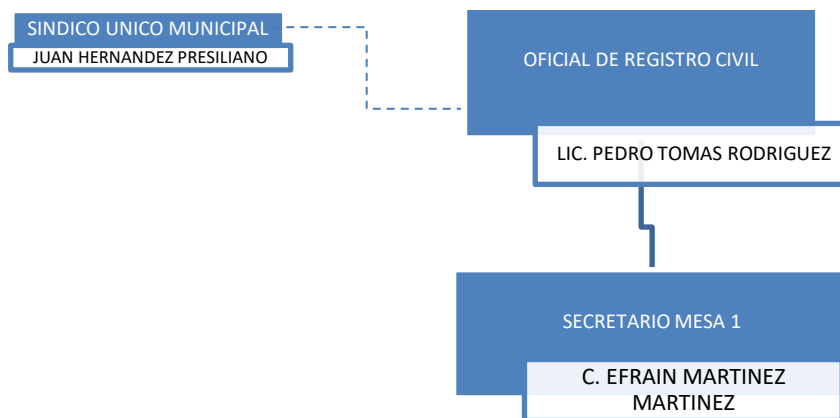 SINDICO UNICO MUNICIPAL
JUAN HERNANDEZ PRESILIANO
OFICIAL DE REGISTRO CIVIL
LIC. PEDRO TOMAS RODRIGUEZ
SECRETARIO MESA 1
C. EFRAIN MARTINEZ
MARTINEZ